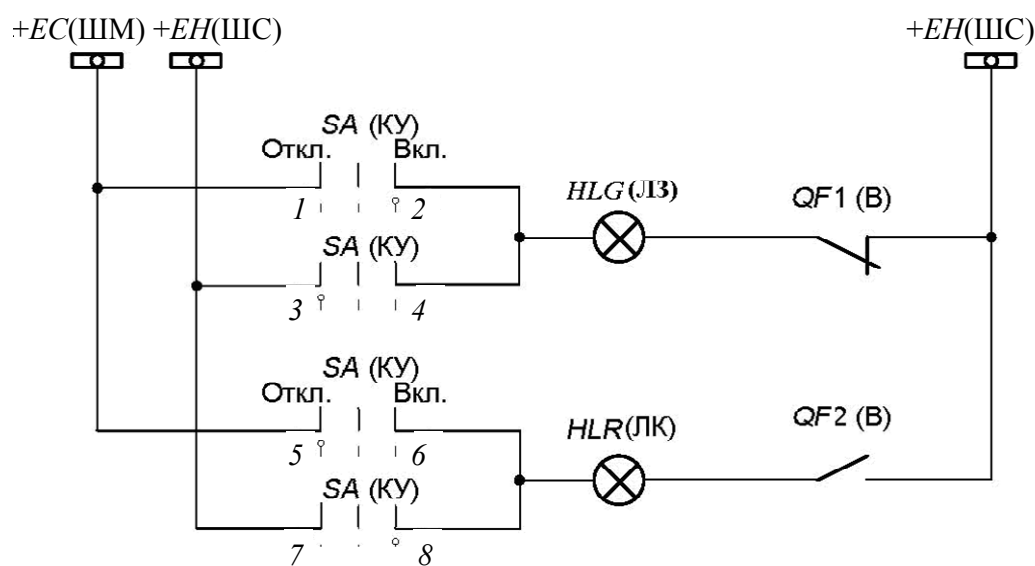 +EC(ШМ) +EH(ШС) +EH(ШС)
SA (КУ)
Откл. Вкл.
1 2
HLG (ЛЗ)
QF1 (В)
SA (КУ)
3 4
SA (КУ)
Откл. Вкл.
5 6
HLR(ЛК)
QF2 (В)
SA (КУ)
7 8